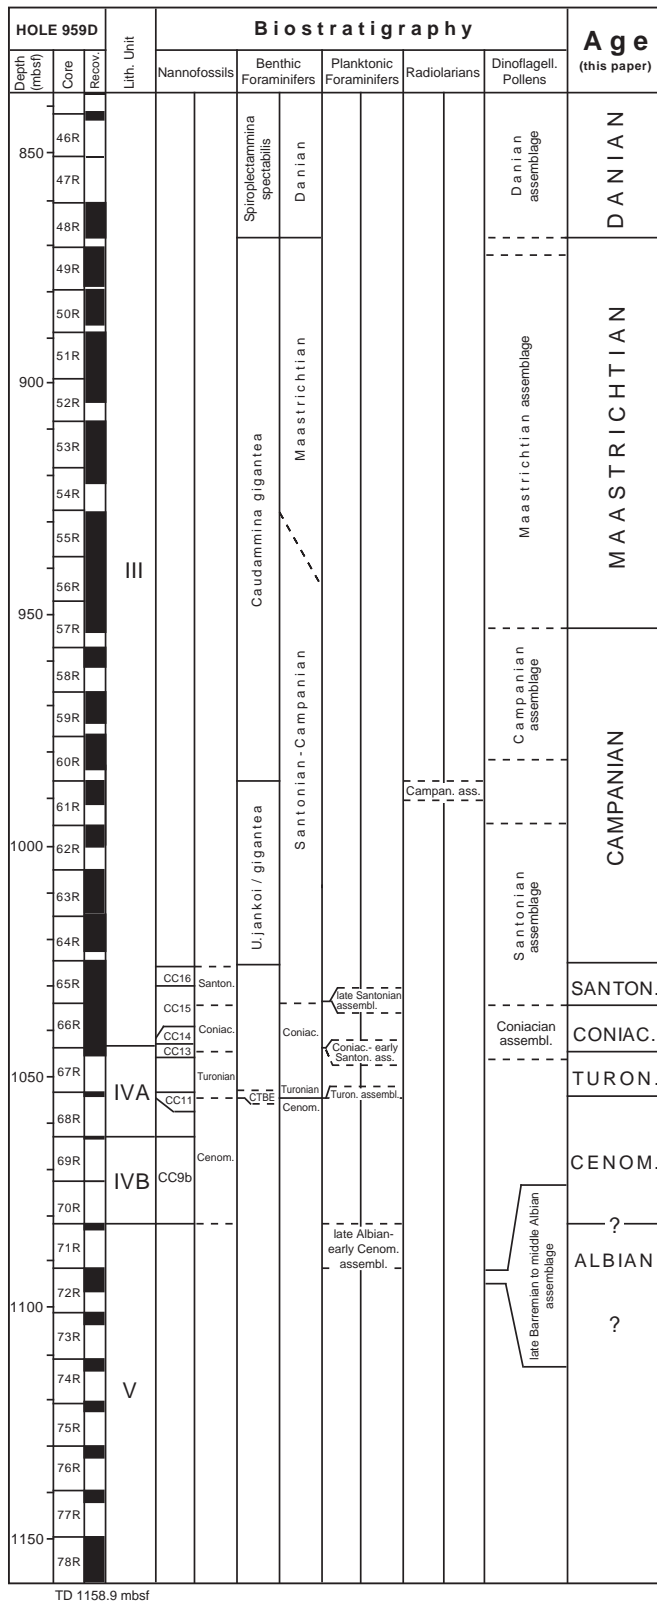 HOLE 959D
Biostratigraphy
Age
(this paper)
Depth
(mbsf)
Core
Recov.
Lith. Unit
Nannofossils
Benthic
Foraminifers
Planktonic
Foraminifers
Radiolarians
Dinoflagell.
Pollens
850
900
950
1000
1050
1100
1150
46R
47R
48R
49R
50R
51R
52R
53R
54R
55R
56R
57R
58R
59R
60R
61R
62R
63R
64R
65R
66R
67R
68R
69R
70R
71R
72R
73R
74R
75R
76R
77R
78R
III
IVA
IVB
V
CC16
CC15
CC14
CC13
CC11
CC9b
Santon.
Coniac.
Turonian
Cenom.
Spiroplectammina
spectabilis
Caudammina gigantea
U.jankoi / gigantea
CTBE
Danian
Maastrichtian
Santonian-Campanian
Coniac.
Turonian
Cenom.
late Santonian
assembl.
Coniac.- early
Santon. ass.
Turon. assembl.
late Albian-
early Cenom.
assembl.
Campan. ass.
Danian
assemblage
Maastrichtian assemblage
Campanian
assemblage
Santonian
assemblage
Coniacian
assembl.
late Barremian to middle Albian
assemblage
DANIAN
MAASTRICHTIAN
CAMPANIAN
SANTON.
CONIAC.
TURON.
CENOM.
?
ALBIAN
?
TD 1158.9 mbsf